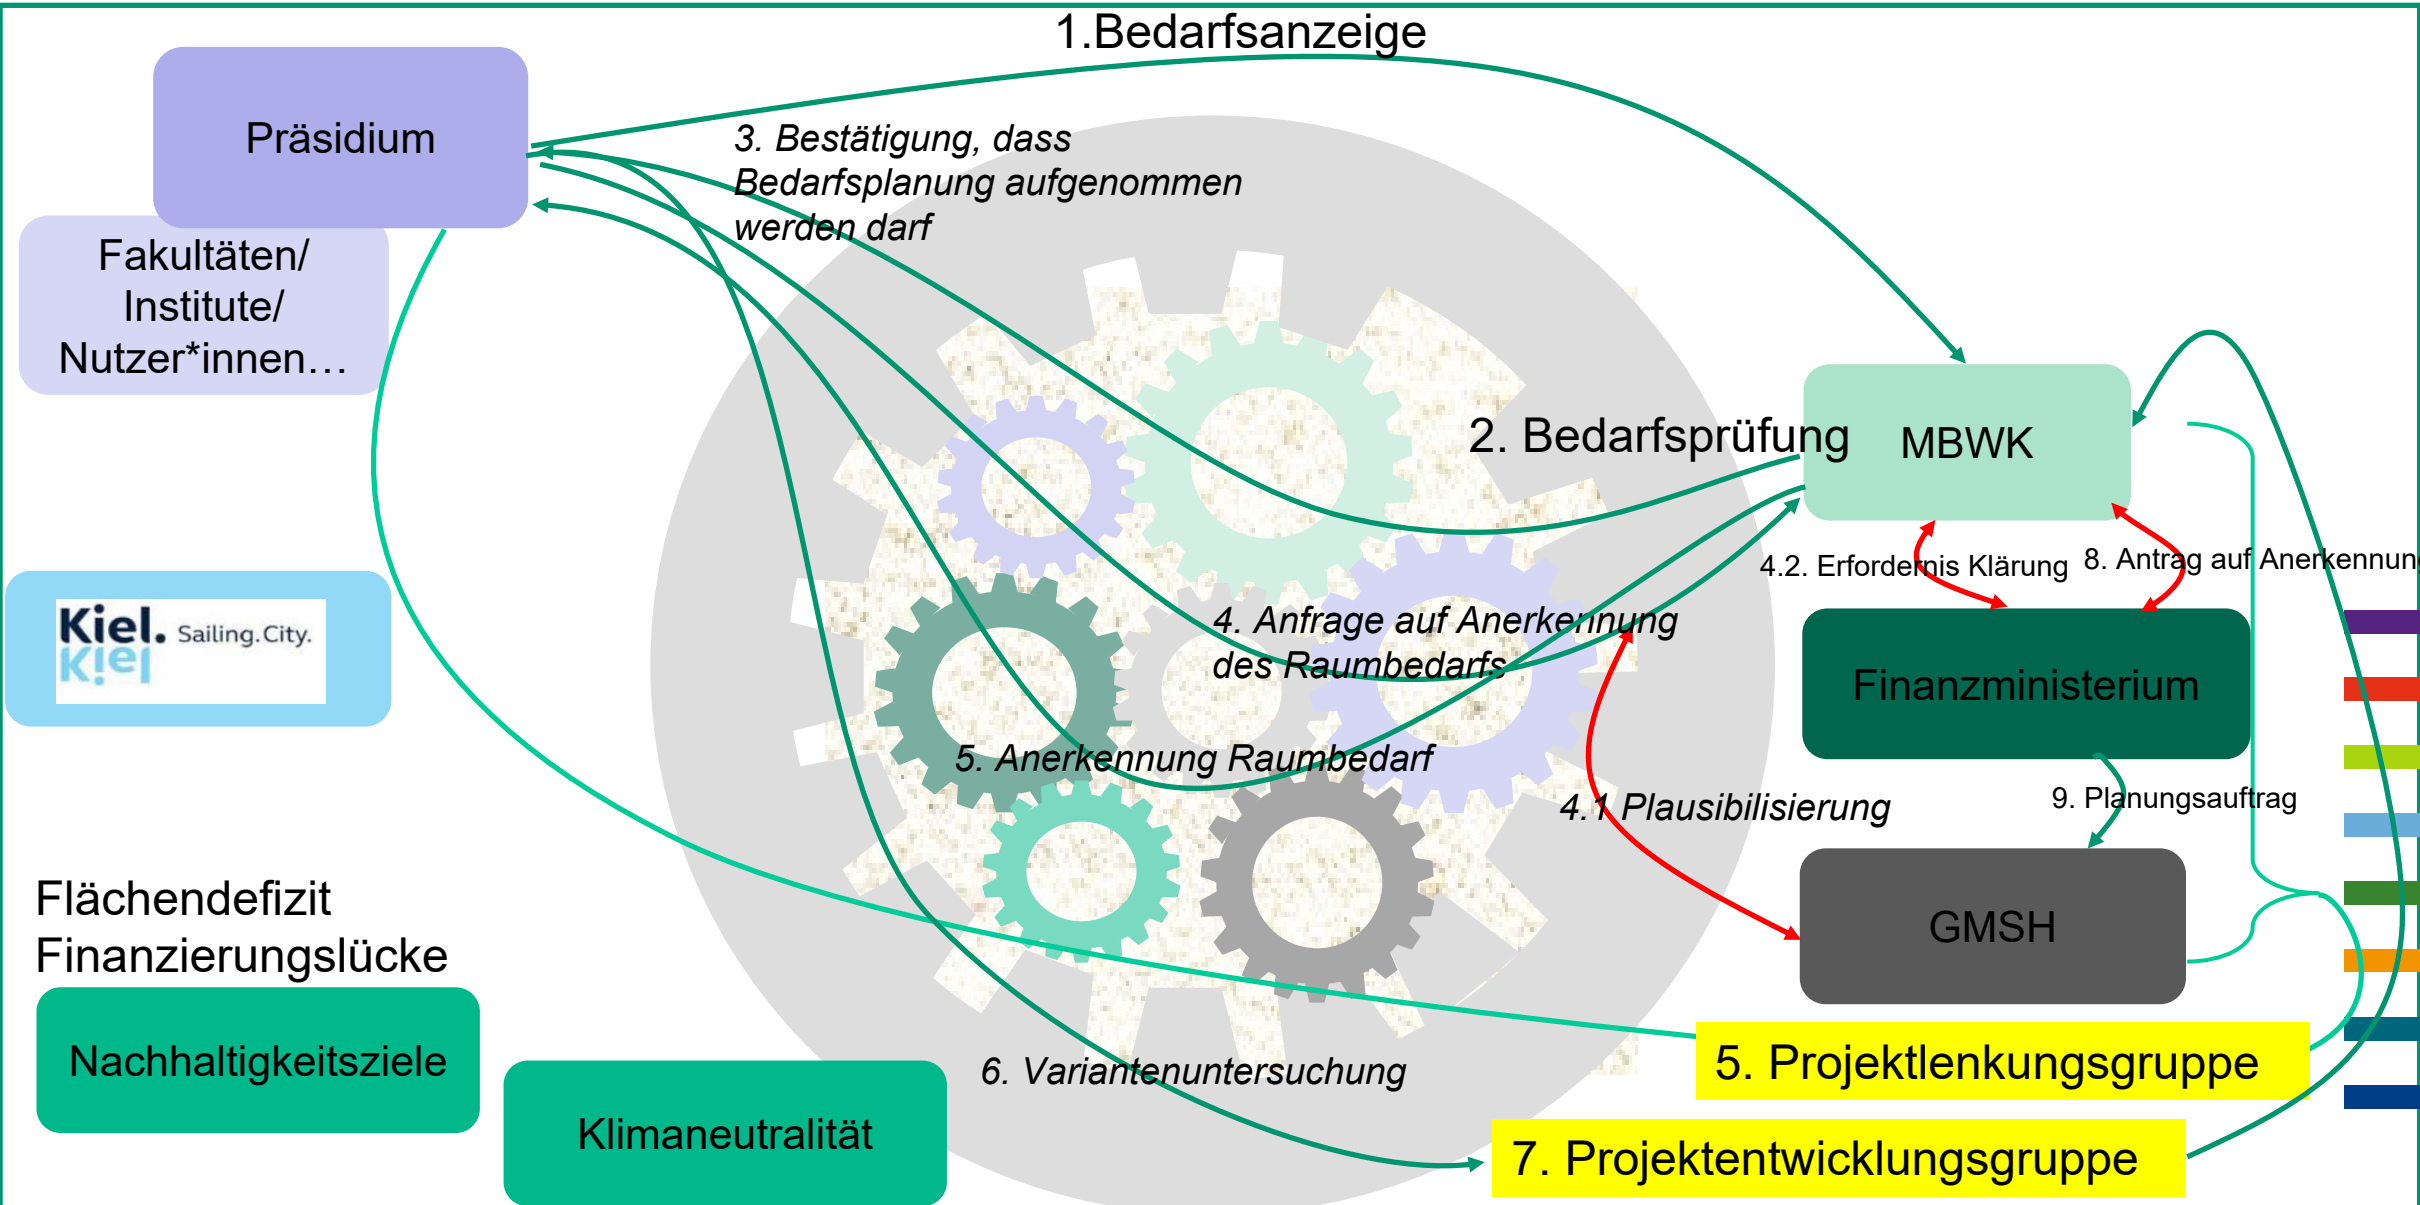 1.Bedarfsanzeige
Präsidium
3. Bestätigung, dass
Bedarfsplanung aufgenommen
werden darf
Fakultäten/
Institute/
Nutzer*innen…
2. Bedarfsprüfung
MBWK
4.2. Erfordernis Klärung
8. Antrag auf Anerkennung
Kiel. Sailing.City.
Kiel
4. Anfrage auf Anerkennung
des Raumbedarfs
Finanzministerium
5. Anerkennung Raumbedarf
4.1 Plausibilisierung
9. Planungsauftrag
Flächendefizit
Finanzierungslücke
GMSH
Nachhaltigkeitsziele
Klimaneutralität
6. Variantenuntersuchung
5. Projektlenkungsgruppe
7. Projektentwicklungsgruppe